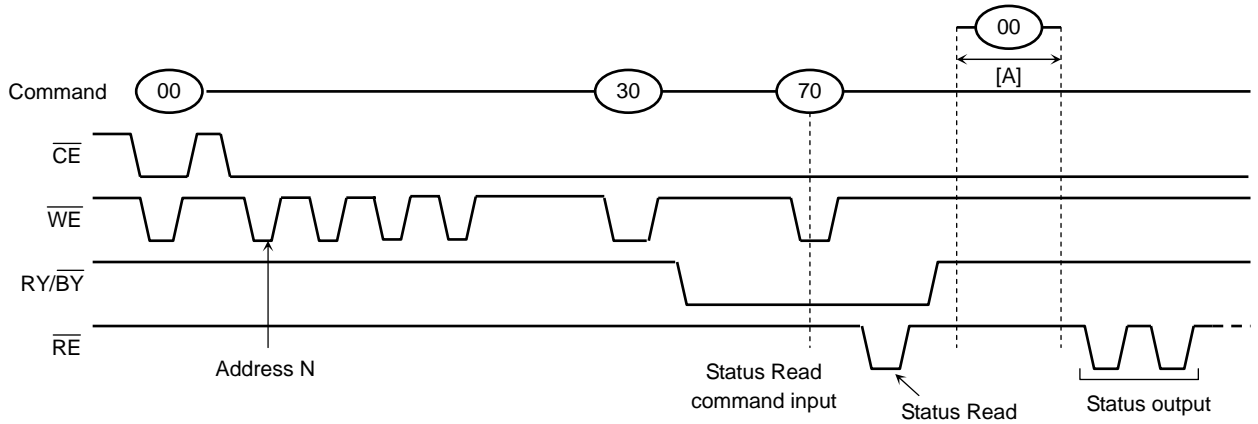 00
[A]
Command
00
30
70
CE
WE
RY/BY
RE
Address N
Status Read
command input
Status Read
Status output